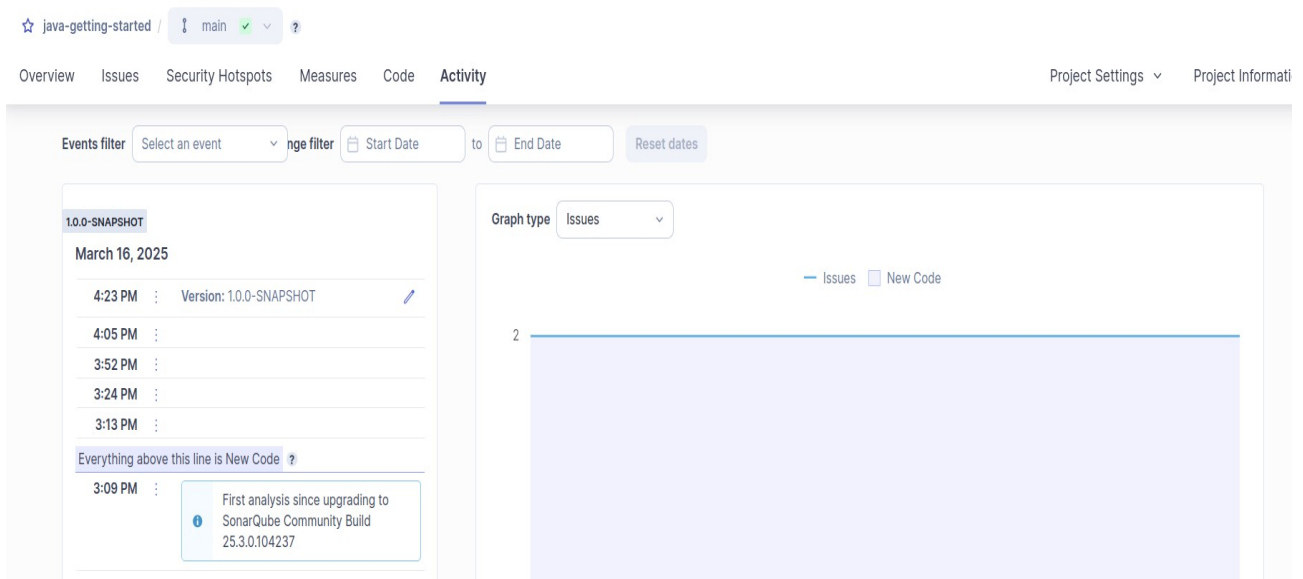 java-getting-started / main ?
Overview Issues Security Hotspots Measures Code Activity Project Settings Project Informati
Events filter Select an event nge filter Start Date to End Date Reset dates
1.0.0-SNAPSHOT
March 16, 2025
4:23 PM Version: 1.0.0-SNAPSHOT
4:05 PM
3:52 PM
3:24 PM
3:13 PM
Everything above this line is New Code ?
3:09 PM
First analysis since upgrading to
SonarQube Community Build
25.3.0.104237
Graph type Issues
Issues New Code
2